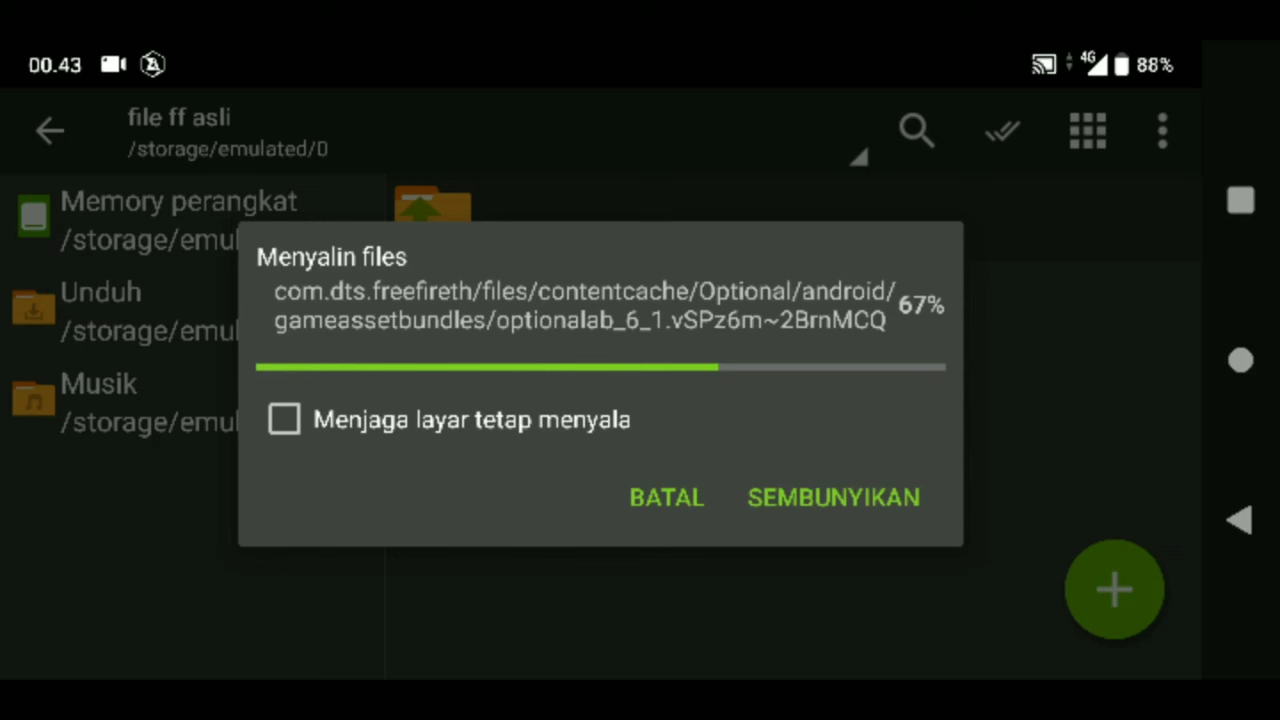 00.43
4G
88%
file ff asli
/storage/emulated/0
Memory perangkat
/storage/emul
Unduh
/storage/emul
Musik
/storage/emul
Menyalin files
com.dts.freefireth/files/contentcache/Optional/android/
gameassetbundles/optionalab_6_1.vSPz6m~2BrnMCQ
67%
Menjaga layar tetap menyala
BATAL
SEMBUNYIKAN